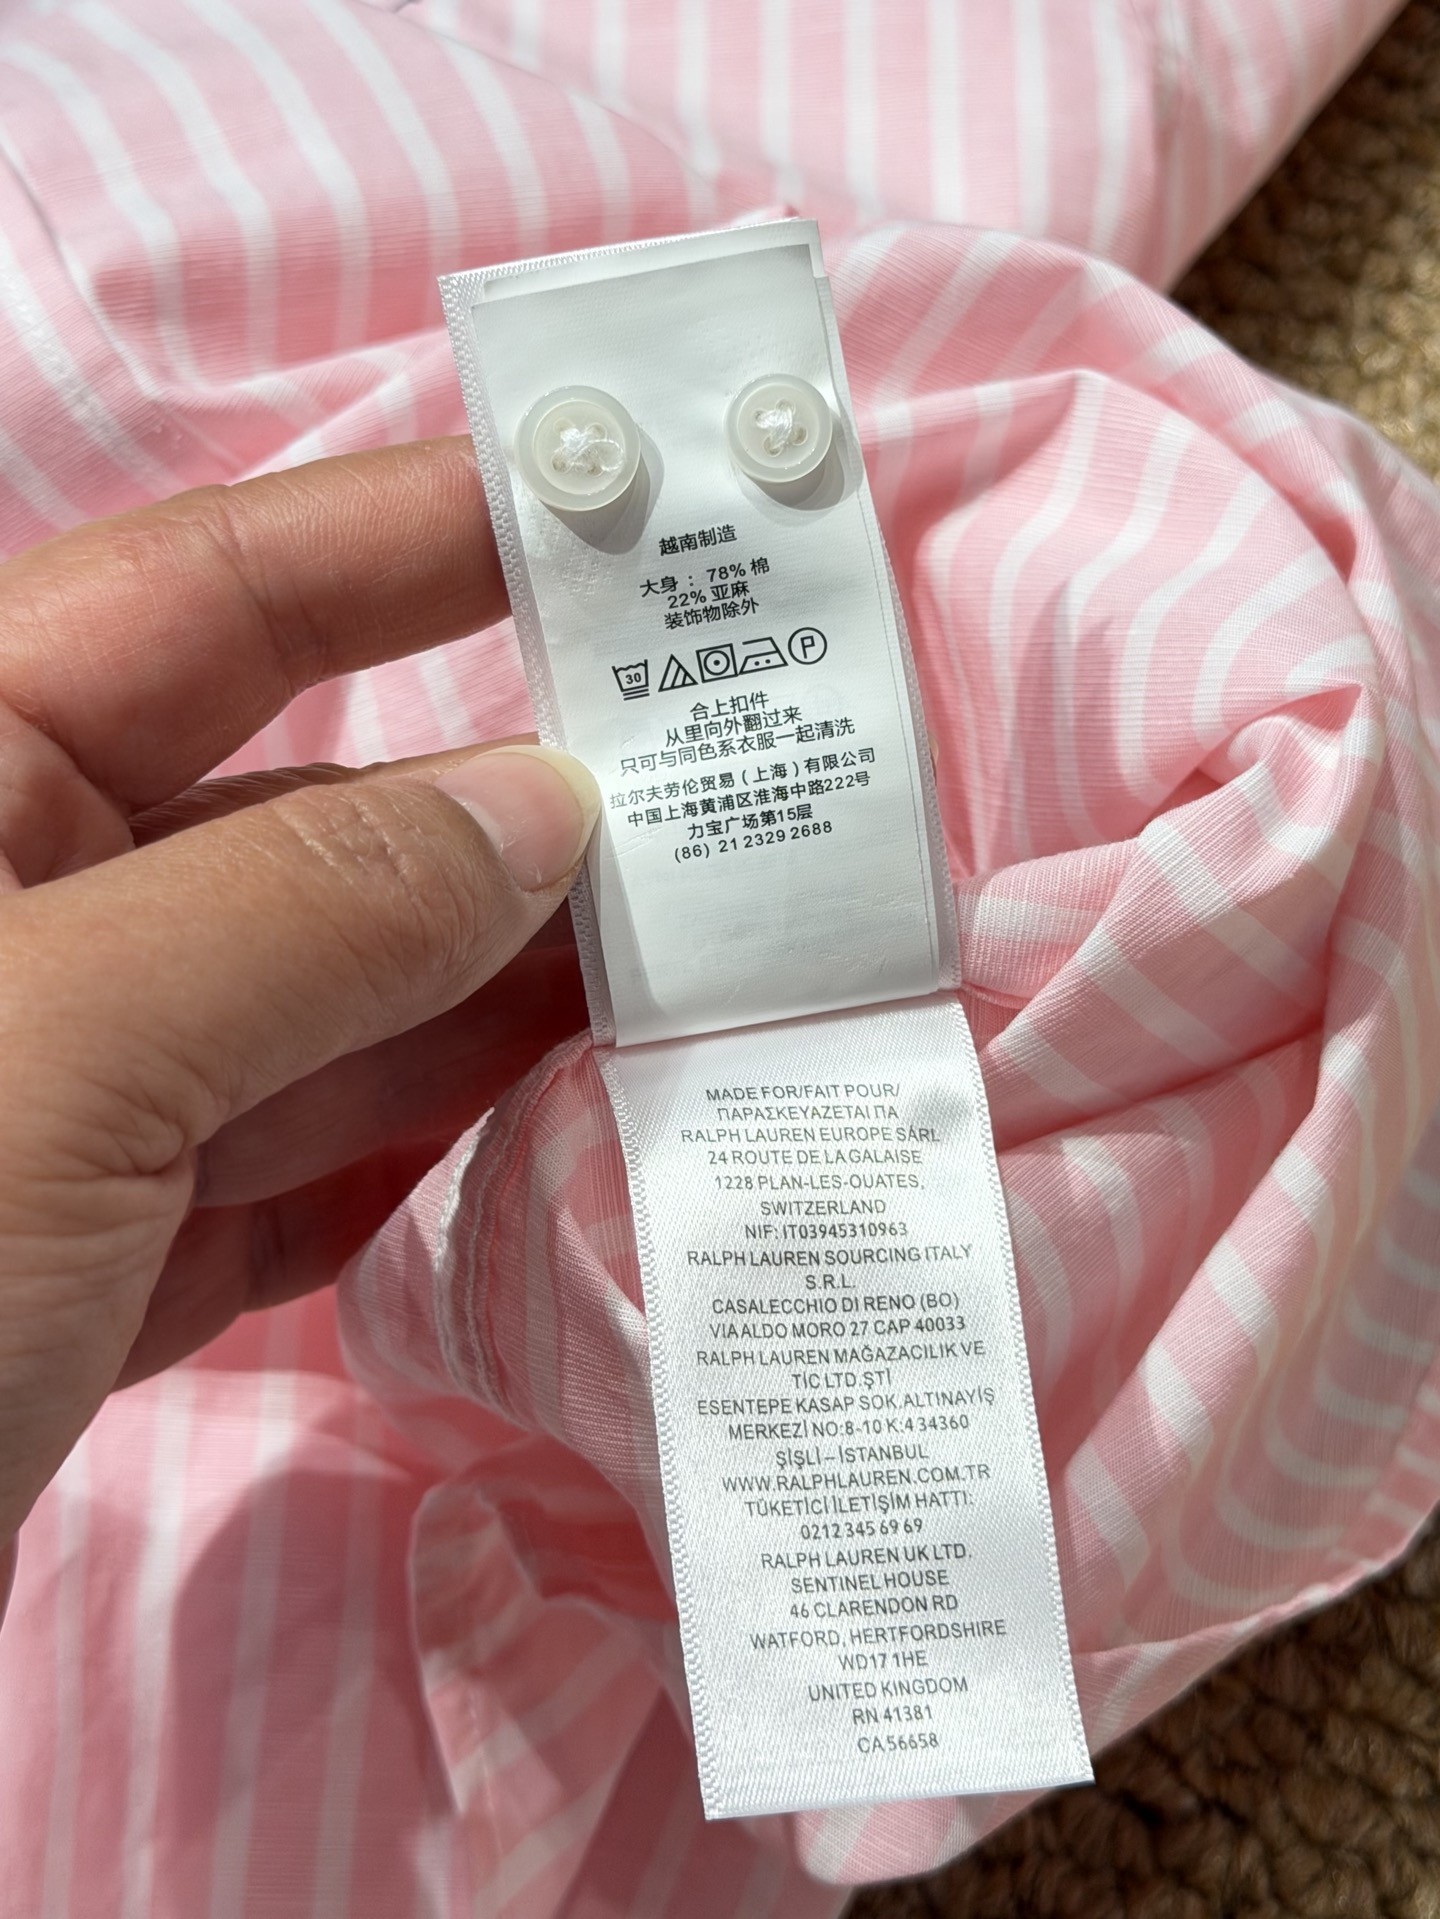 越南制造
大身： 78% 棉
22% 亚麻
装饰物除外
30 P
合上扣件
从里向外翻过来
只可与同色系衣服一起清洗
拉尔夫劳伦贸易（上海）有限公司
中国上海黄浦区淮海中路222号
力宝广场第15层
(86) 21 2329 2688
MADE FOR/FAIT POUR/
ΠΑΡΑΣΚΕΥΑΖΕΤΑΙ ΓΙΑ
RALPH LAUREN EUROPE SÀRL
24 ROUTE DE LA GALAISE
1228 PLAN-LES-OUATES,
SWITZERLAND
NIF: IT03945310963
RALPH LAUREN SOURCING ITALY
S.R.L.
CASALECCHIO DI RENO (BO)
VIA ALDO MORO 27 CAP 40033
RALPH LAUREN MAĞAZACILIK VE
TİC LTD.ŞTİ
ESENTEPE KASAP SOK.ALTINAYİŞ
MERKEZİ NO:8-10 K:4 34360
ŞİŞLİ – İSTANBUL
WWW.RALPHLAUREN.COM.TR
TÜKETİCİ İLETİŞİM HATTI:
0212 345 69 69
RALPH LAUREN UK LTD.
SENTINEL HOUSE
46 CLARENDON RD
WATFORD, HERTFORDSHIRE
WD17 1HE
UNITED KINGDOM
RN 41381
CA 56658